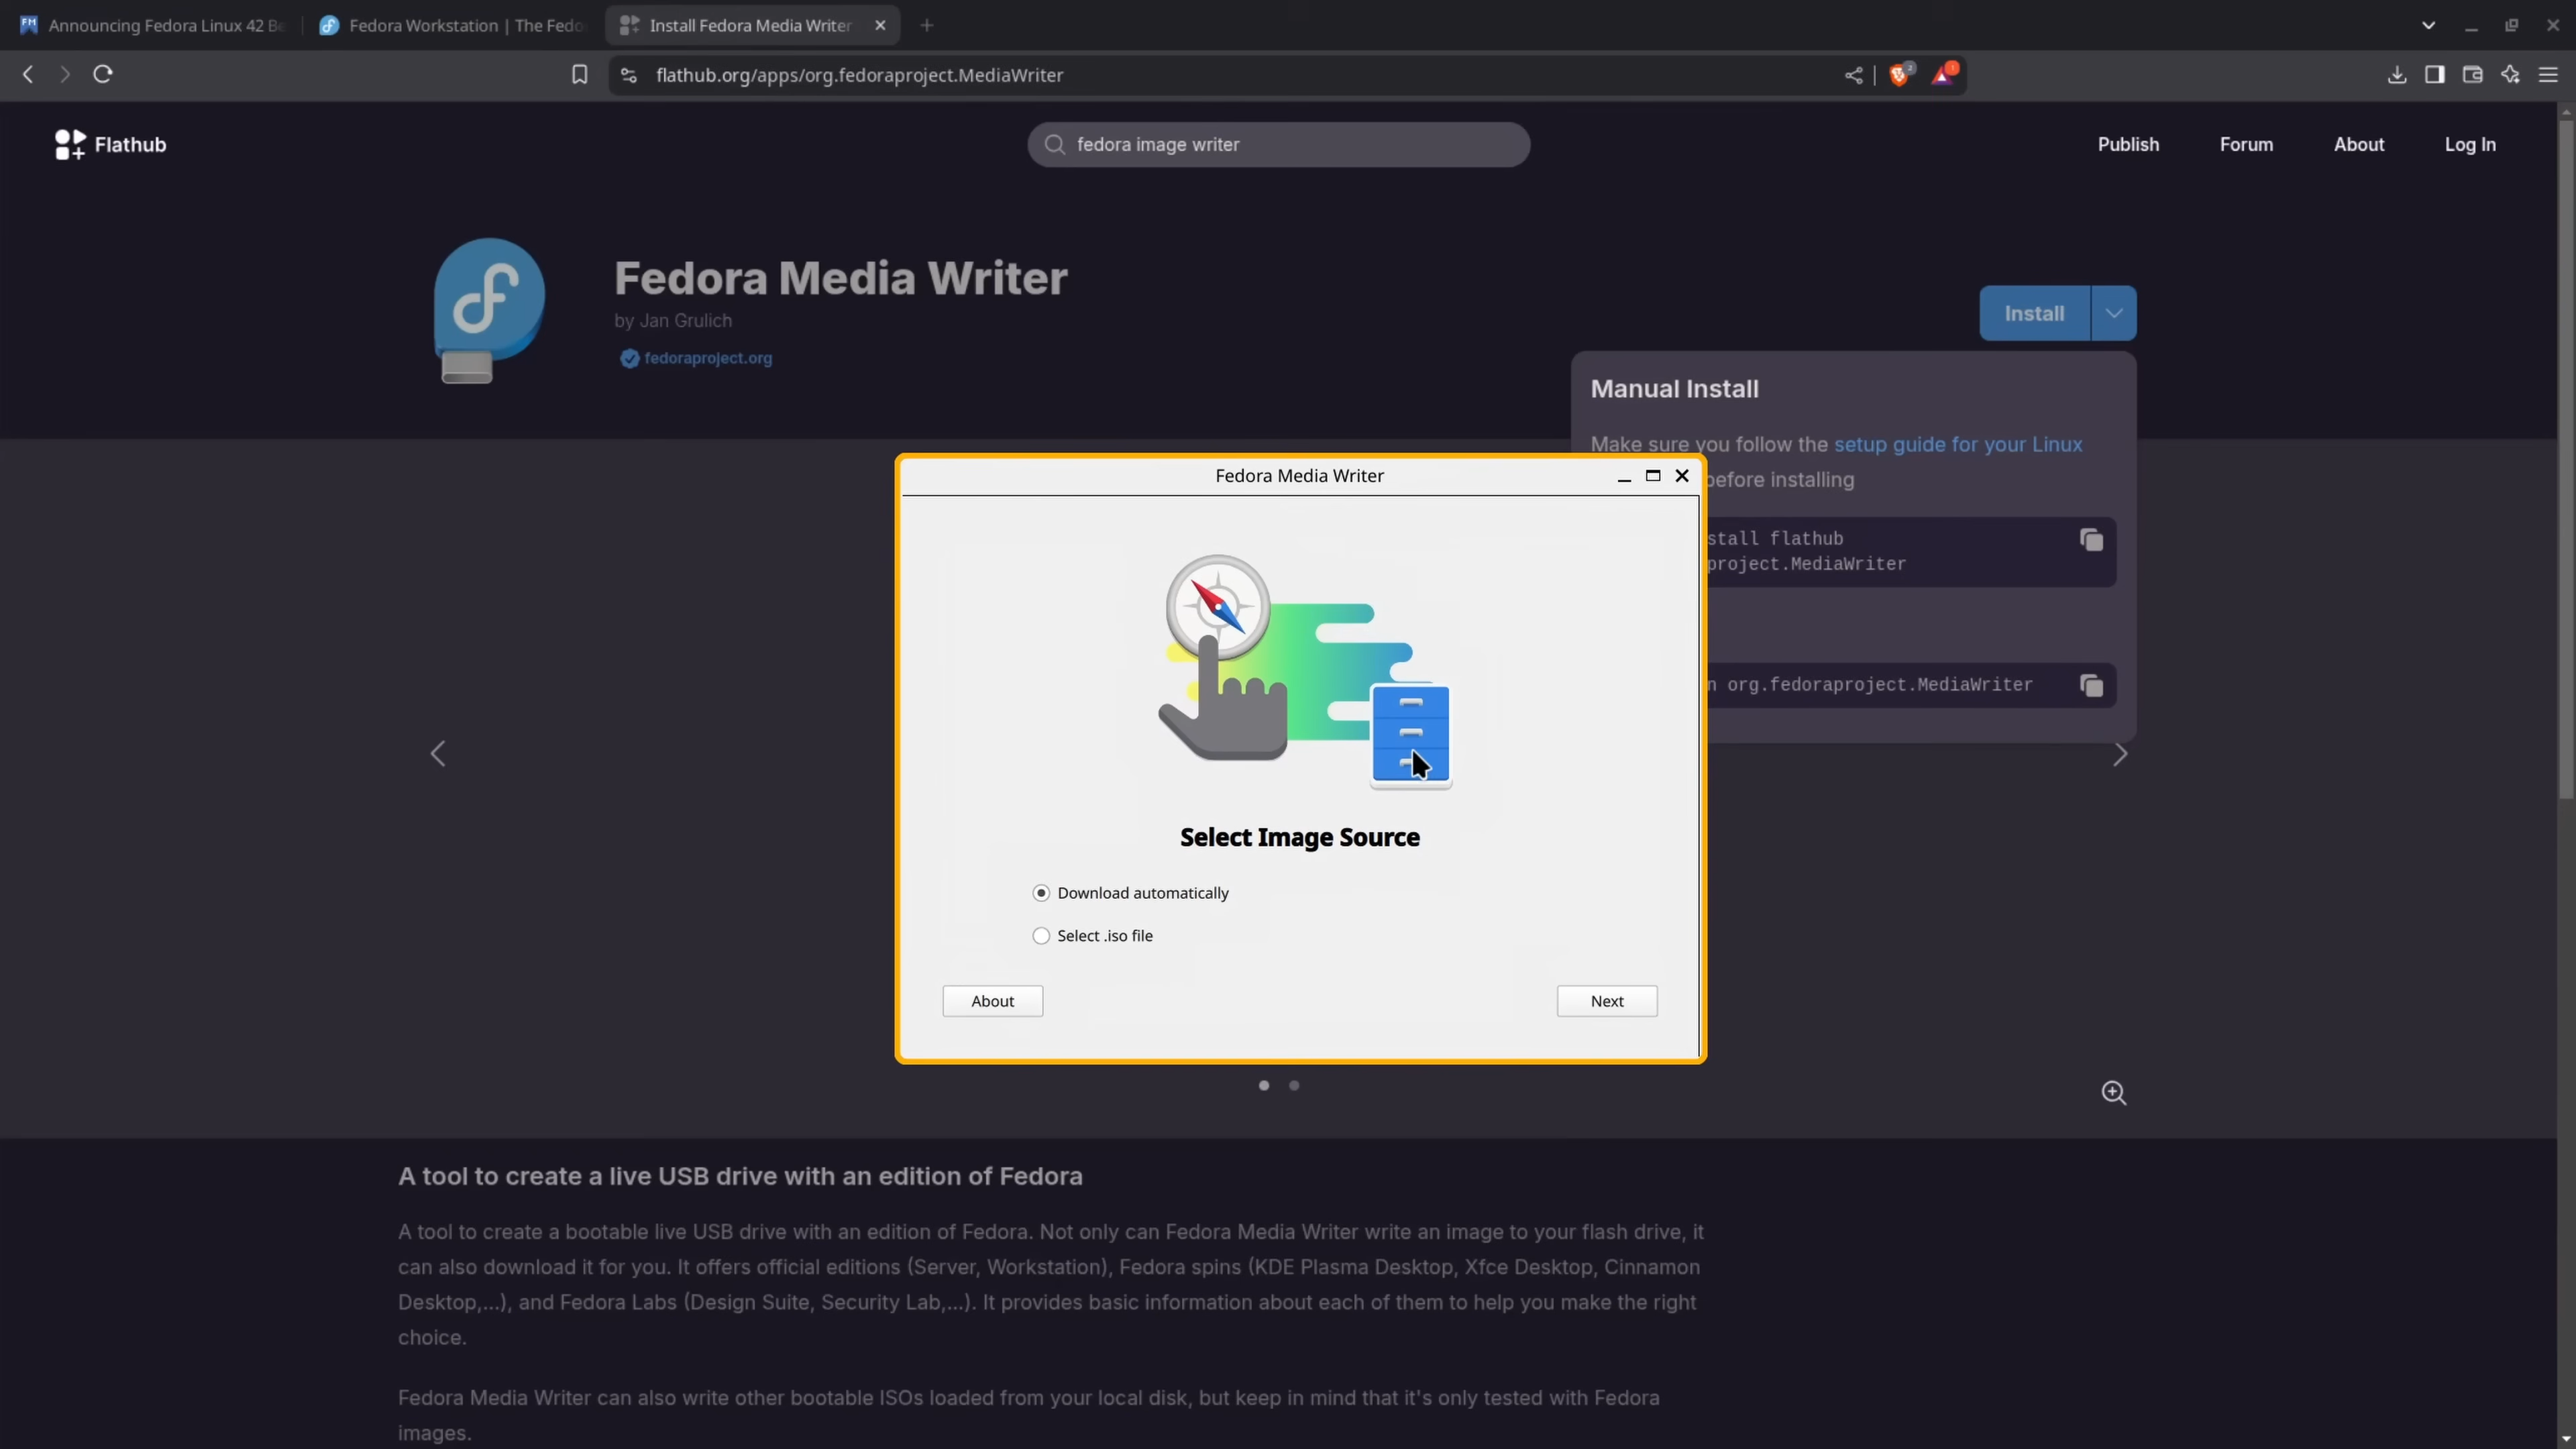 Announcing Fedora Linux 42 Be
Fedora Workstation | The Fedo
Install Fedora Media Writer
flathub.org/apps/org.fedoraproject.MediaWriter
2
1
Flathub
fedora image writer
Publish
Forum
About
Log In
Fedora Media Writer
by Jan Grulich
fedoraproject.org
Install
Manual Install
Make sure you follow the setup guide for your Linux
before installing
stall flathub
project.MediaWriter
n org.fedoraproject.MediaWriter
Fedora Media Writer
Select Image Source
Download automatically
Select .iso file
About
Next
A tool to create a live USB drive with an edition of Fedora
A tool to create a bootable live USB drive with an edition of Fedora. Not only can Fedora Media Writer write an image to your flash drive, it
can also download it for you. It offers official editions (Server, Workstation), Fedora spins (KDE Plasma Desktop, Xfce Desktop, Cinnamon
Desktop,...), and Fedora Labs (Design Suite, Security Lab,...). It provides basic information about each of them to help you make the right
choice.
Fedora Media Writer can also write other bootable ISOs loaded from your local disk, but keep in mind that it's only tested with Fedora
images.